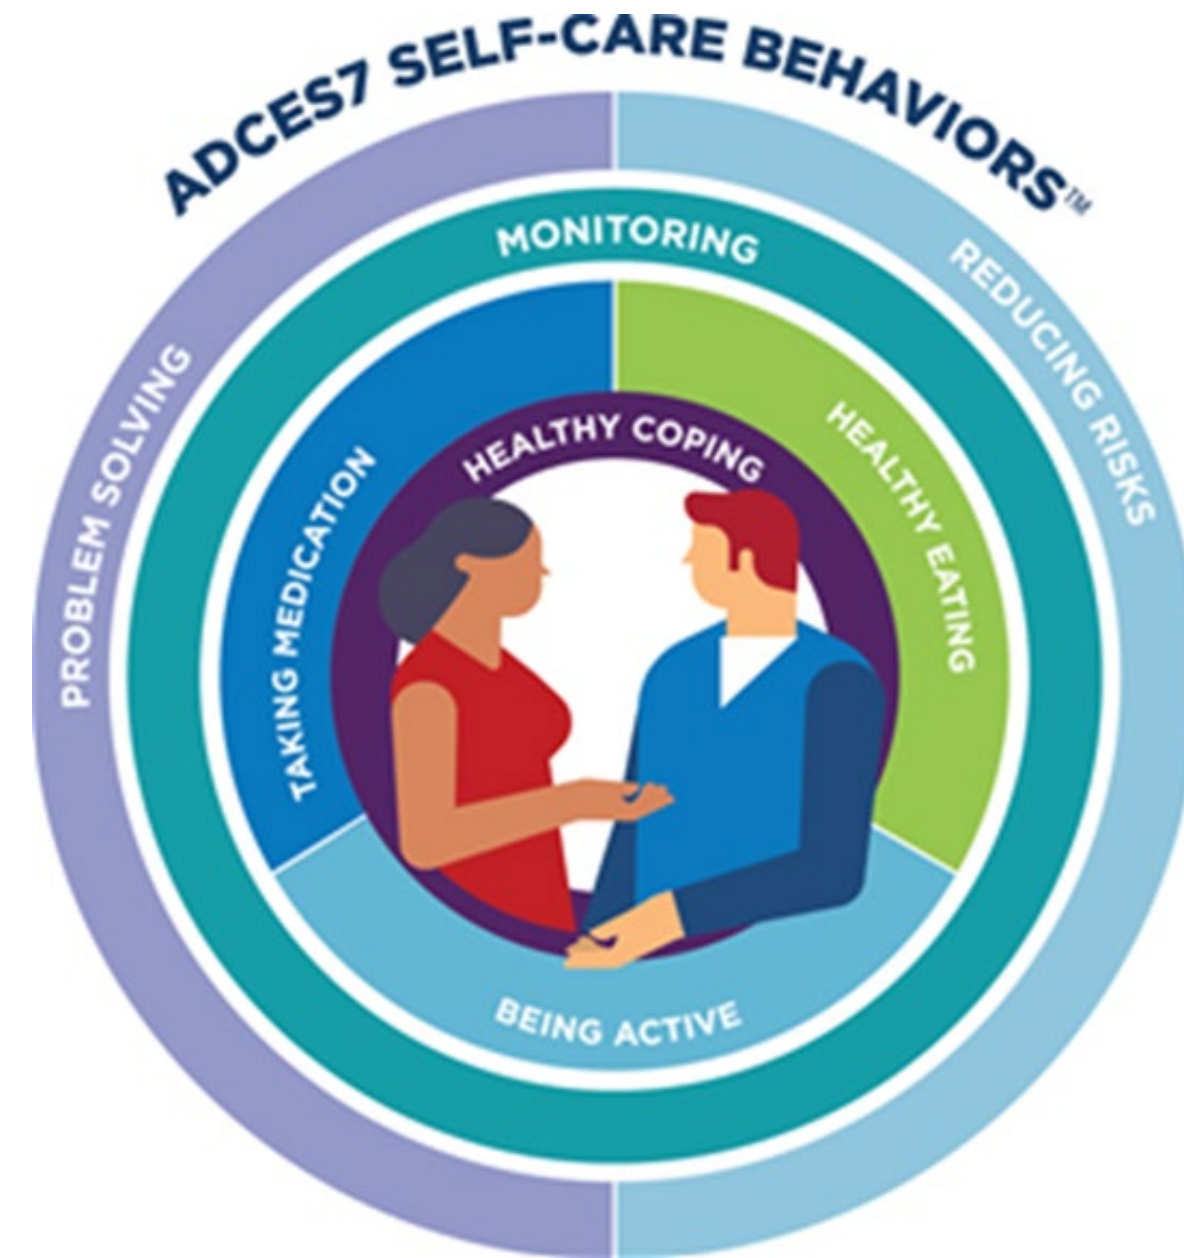 ADCES7 SELF-CARE BEHAVIORS™
PROBLEM SOLVING
REDUCING RISKS
MONITORING
TAKING MEDICATION
HEALTHY EATING
HEALTHY COPING
BEING ACTIVE